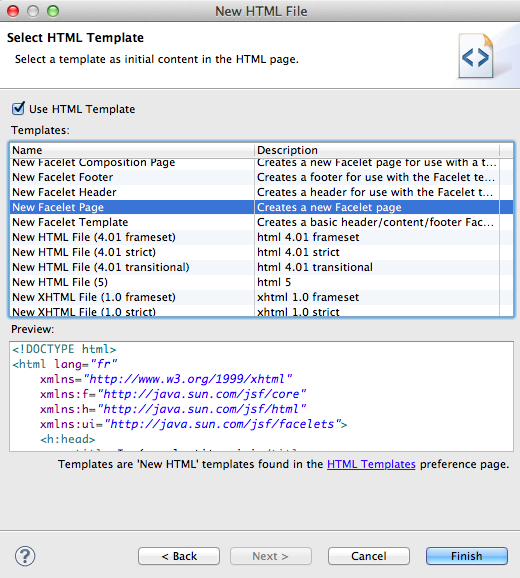 New HTML File
Select HTML Template
Select a template as initial content in the HTML page.
Use HTML Template
Templates:
Name Description
New Facelet Composition Page Creates a new Facelet page for use with a t...
New Facelet Footer Creates a footer for use with the Facelet te...
New Facelet Header Creates a header for use with the Facelet t...
New Facelet Page Creates a new Facelet page
New Facelet Template Creates a basic header/content/footer Fac...
New HTML File (4.01 frameset) html 4.01 frameset
New HTML File (4.01 strict) html 4.01 strict
New HTML File (4.01 transitional) html 4.01 transitional
New HTML File (5) html 5
New XHTML File (1.0 frameset) xhtml 1.0 frameset
New XHTML File (1.0 strict) xhtml 1.0 strict
Preview:
<!DOCTYPE html>
<html lang="fr"
xmlns="http://www.w3.org/1999/xhtml"
xmlns:f="http://java.sun.com/jsf/core"
xmlns:h="http://java.sun.com/jsf/html"
xmlns:ui="http://java.sun.com/jsf/facelets">
<h:head>
Templates are 'New HTML' templates found in the HTML Templates preference page.
? < Back Next > Cancel Finish